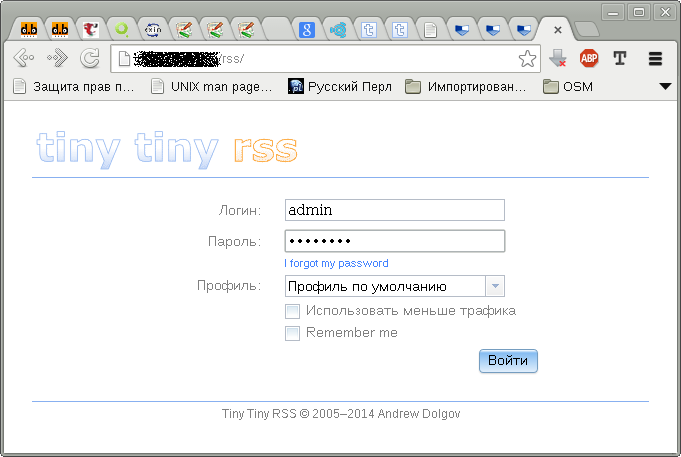 /rss/
ABP
Защита прав п... UNIX man page... Русский Перл Импортирован... OSM
tiny tiny rss
Логин: admin
Пароль: ••••••••
I forgot my password
Профиль: Профиль по умолчанию
Использовать меньше трафика
Remember me
Войти
Tiny Tiny RSS © 2005–2014 Andrew Dolgov